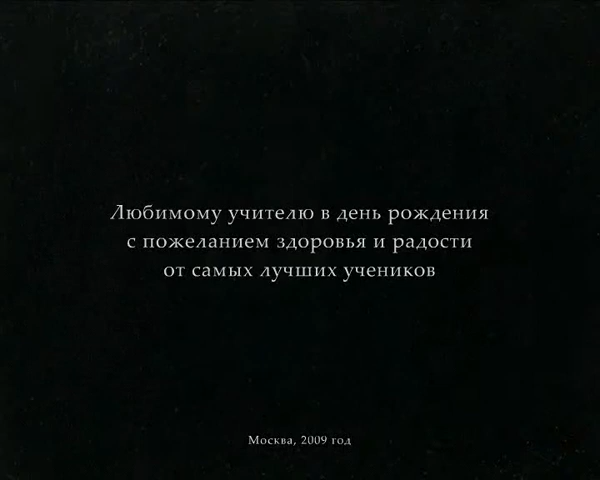 Любимому учителю в день рождения
с пожеланием здоровья и радости
от самых лучших учеников
Москва, 2009 год